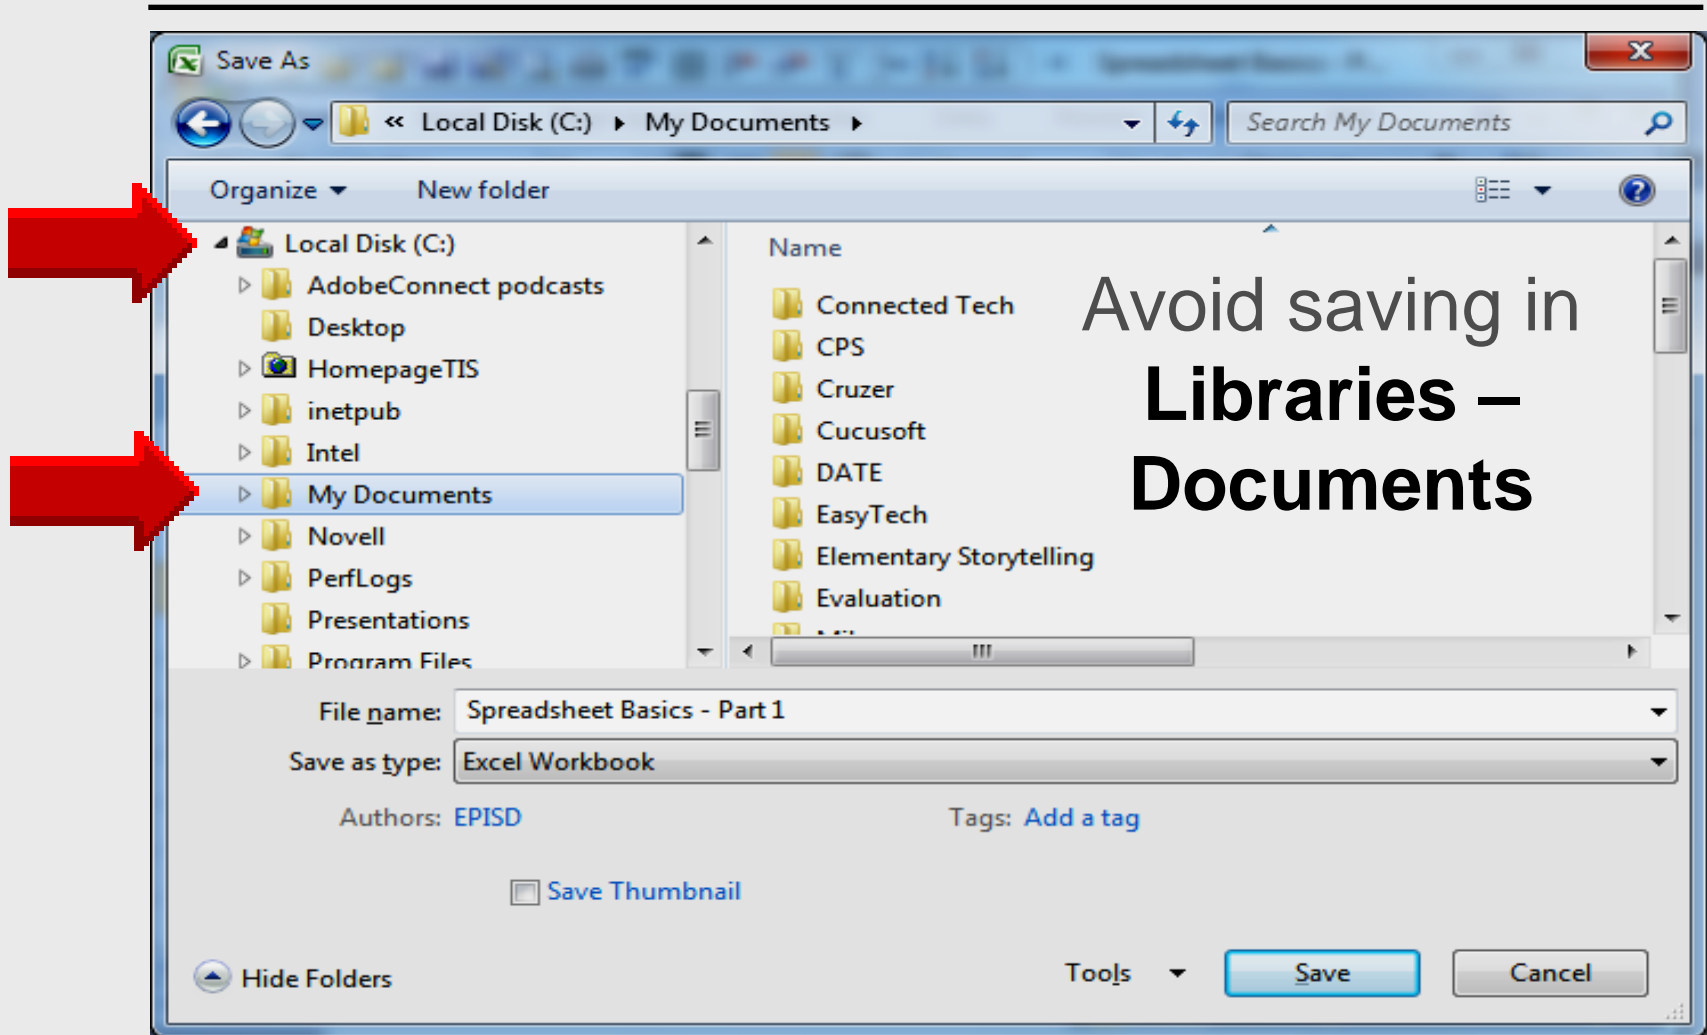 Save As
« Local Disk (C:) ▸ My Documents ▸
Search My Documents
Organize
New folder
Local Disk (C:)
AdobeConnect podcasts
Desktop
HomepageTIS
inetpub
Intel
My Documents
Novell
PerfLogs
Presentations
Program Files
Name
Connected Tech
CPS
Cruzer
Cucusoft
DATE
EasyTech
Elementary Storytelling
Evaluation
Avoid saving in
Libraries –
Documents
File name: Spreadsheet Basics - Part 1
Save as type: Excel Workbook
Authors: EPISD
Tags: Add a tag
Save Thumbnail
Hide Folders
Tools
Save
Cancel